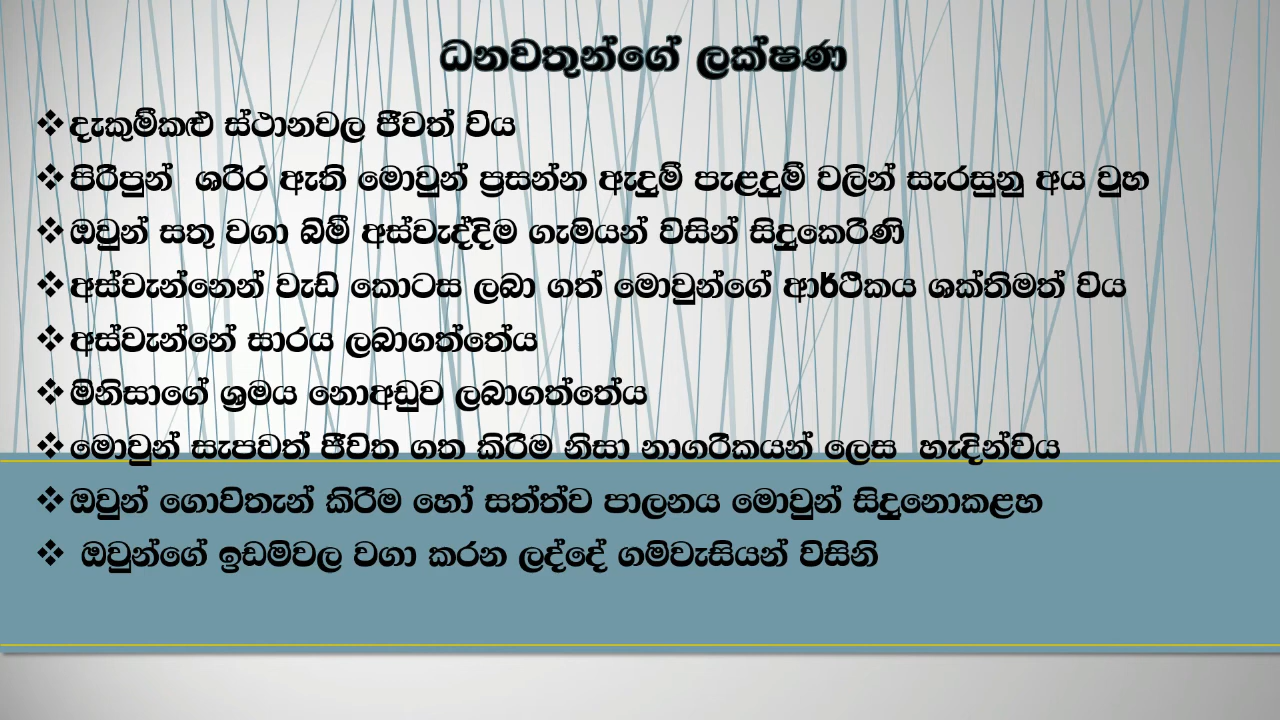 ධනවතුන්ගේ ලක්ෂණ
❖දැකුම්කළු ස්ථානවල ජීවත් විය
❖පිරිපුන් ශරීර ඇති මොවුන් ප්‍රසන්න ඇදුම් පැළදුම් වලින් සැරසුනු අය වුහ
❖ඔවුන් සතු වගා බිම් අස්වැද්දිම ගැමියන් විසින් සිදුකෙරිණි
❖අස්වැන්නෙන් වැඩි කොටස ලබා ගත් මොවුන්ගේ ආර්ථිකය ශක්තිමත් විය
❖අස්වැන්නේ සාරය ලබාගත්තේය
❖මිනිසාගේ ශ්‍රමය නොඅඩුව ලබාගත්තේය
❖මොවුන් සැපවත් ජීවිත ගත කිරීම නිසා නාගරීකයන් ලෙස හැදින්විය
❖ඔවුන් ගොවිතැන් කිරීම හෝ සත්ත්ව පාලනය මොවුන් සිදුනොකළහ
❖ ඔවුන්ගේ ඉඩම්වල වගා කරන ලද්දේ ගම්වැසියන් විසිනි